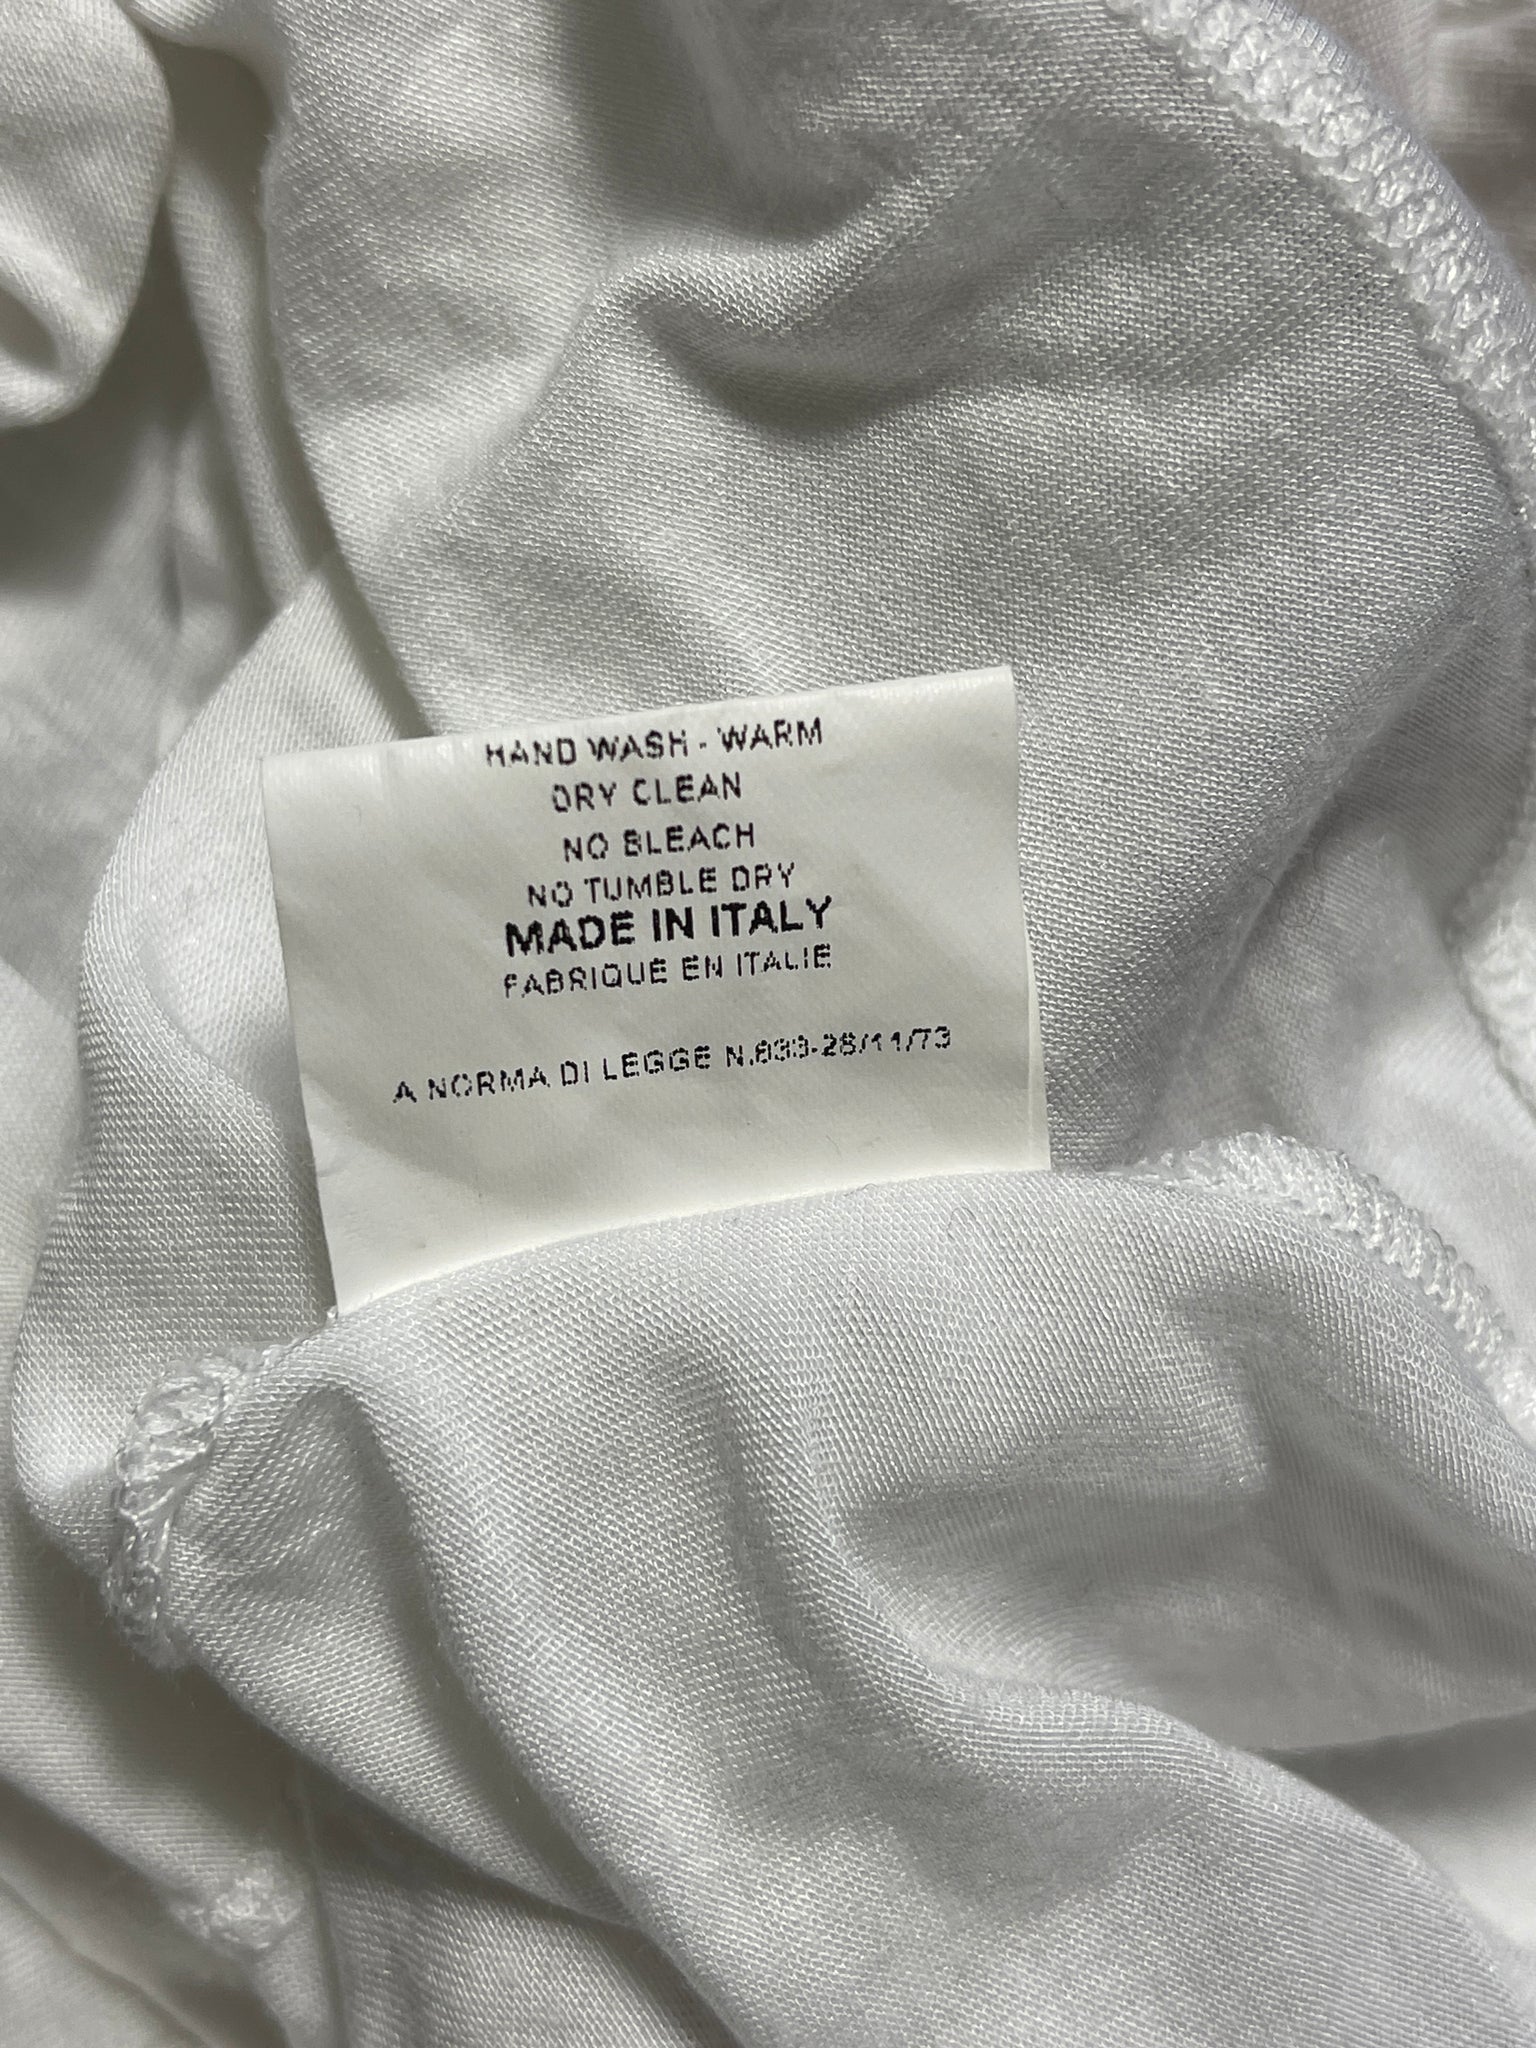 HAND WASH - WARM
DRY CLEAN
NO BLEACH
NO TUMBLE DRY
MADE IN ITALY
FABRIQUE EN ITALIE
A NORMA DI LEGGE N.833-26/11/73